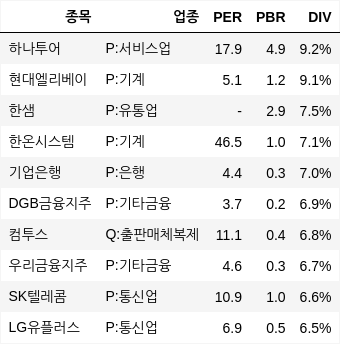 종목 업종 PER PBR DIV
하나투어 P:서비스업 17.9 4.9 9.2%
현대엘리베이 P:기계 5.1 1.2 9.1%
한샘 P:유통업 - 2.9 7.5%
한온시스템 P:기계 46.5 1.0 7.1%
기업은행 P:은행 4.4 0.3 7.0%
DGB금융지주 P:기타금융 3.7 0.2 6.9%
컴투스 Q:출판매체복제 11.1 0.4 6.8%
우리금융지주 P:기타금융 4.6 0.3 6.7%
SK텔레콤 P:통신업 10.9 1.0 6.6%
LG유플러스 P:통신업 6.9 0.5 6.5%